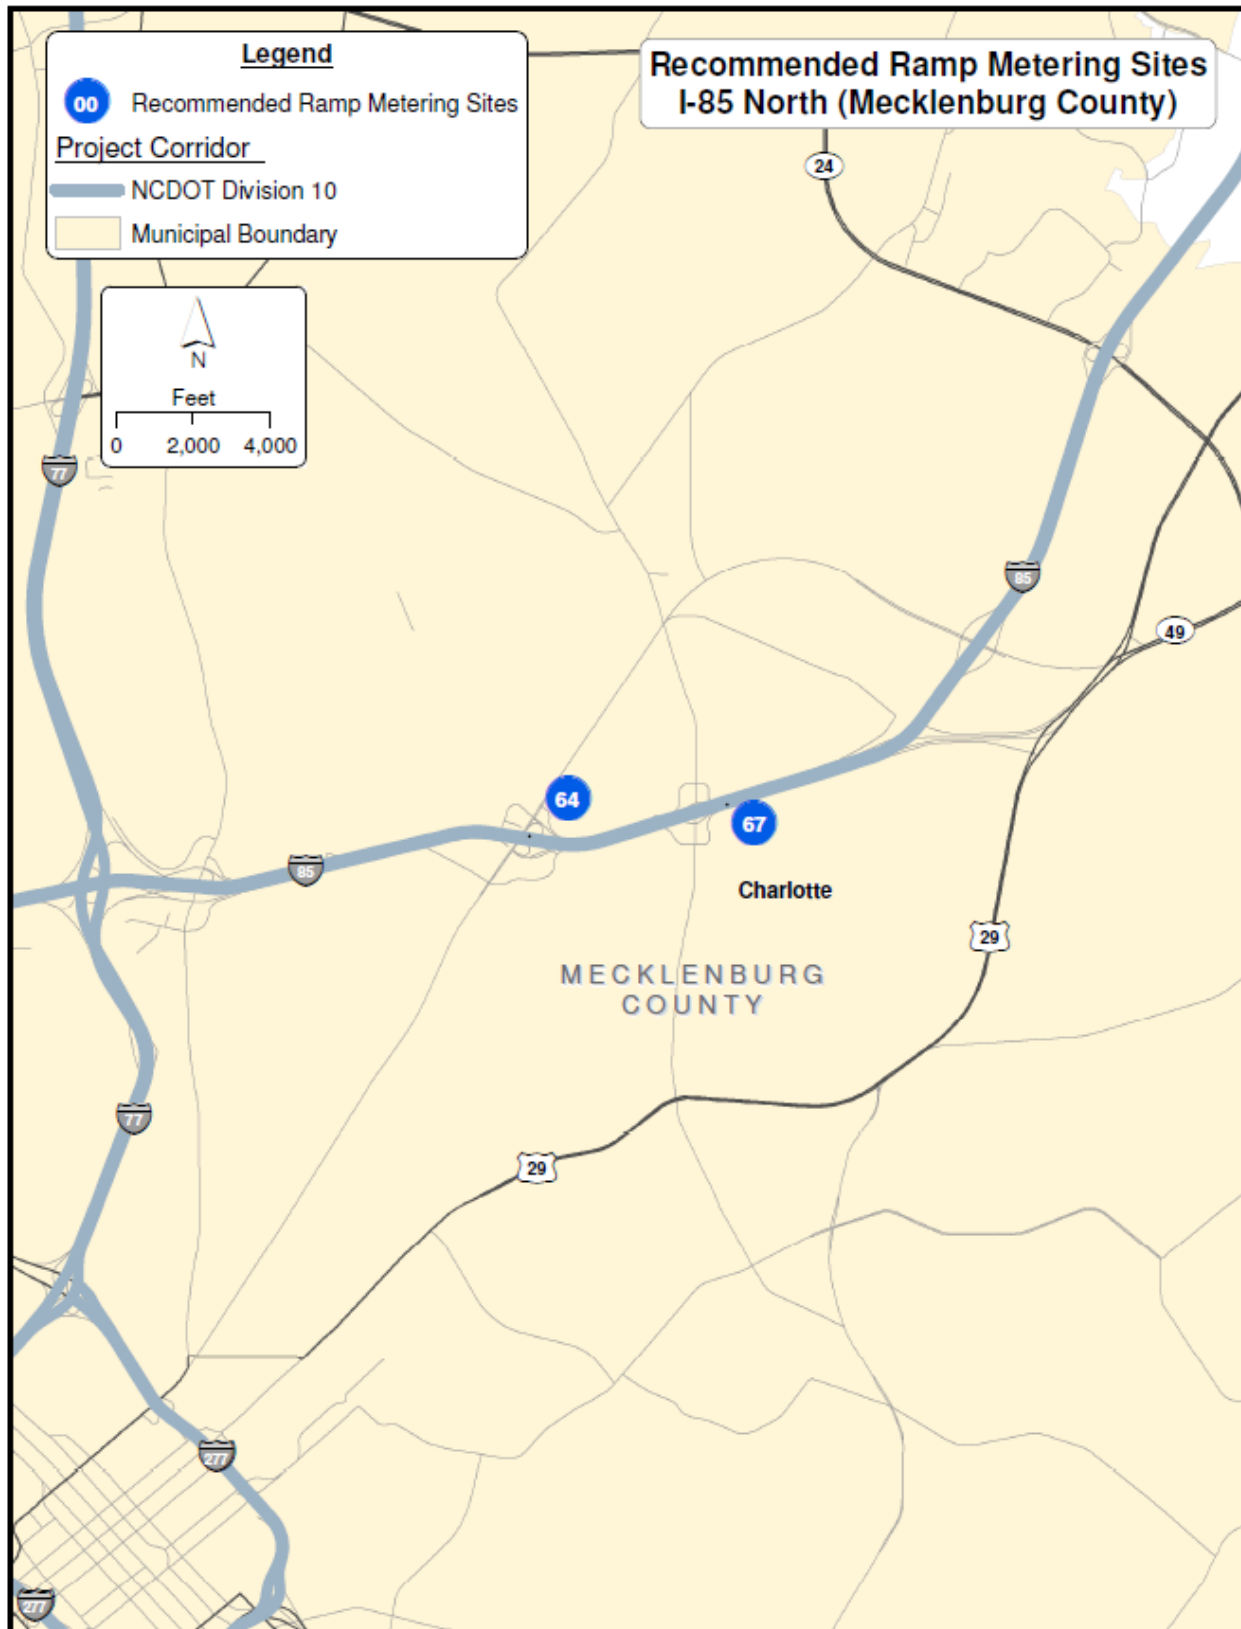 Legend
00 Recommended Ramp Metering Sites
Project Corridor
NCDOT Division 10
Municipal Boundary
Recommended Ramp Metering Sites
I-85 North (Mecklenburg County)
24
N
Feet
0 2,000 4,000
77
85
49
64
67
85
Charlotte
29
MECKLENBURG
COUNTY
77
29
277
277